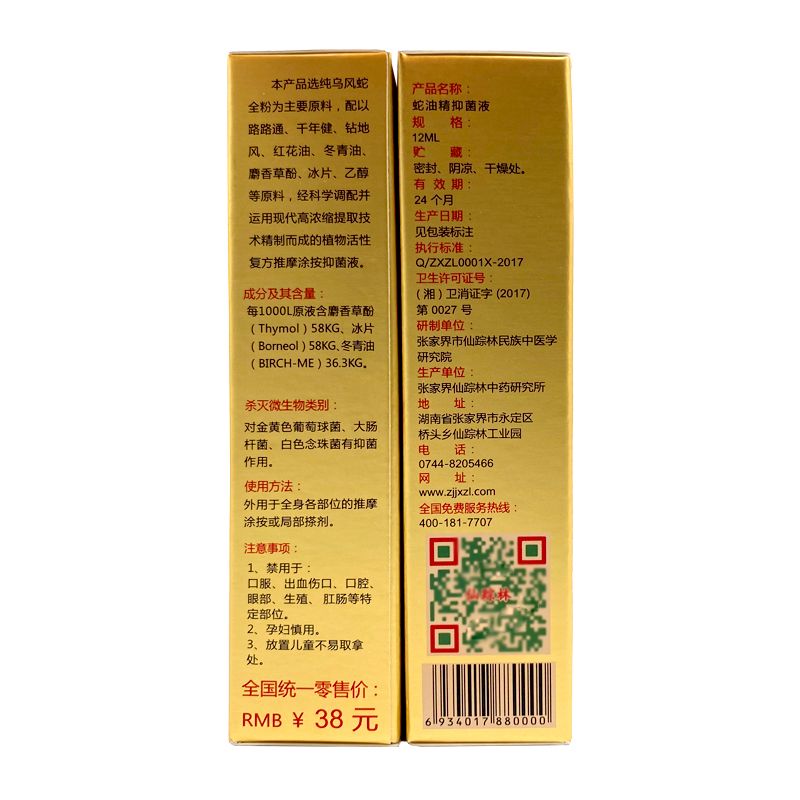 本产品选纯乌风蛇
全粉为主要原料，配以
路路通、千年健、钻地
风、红花油、冬青油、
麝香草酚、冰片、乙醇
等原料，经科学调配并
运用现代高浓缩提取技
术精制而成的植物活性
复方推摩涂按抑菌液。
成分及其含量：
每1000L原液含麝香草酚
（Thymol）58KG、冰片
（Borneol）58KG、冬青油
（BIRCH-ME）36.3KG。
杀灭微生物类别：
对金黄色葡萄球菌、大肠
杆菌、白色念珠菌有抑菌
作用。
使用方法：
外用于全身各部位的推摩
涂按或局部搽剂。
注意事项：
1、禁用于：
口服、出血伤口、口腔、
眼部、生殖、肛肠等特
定部位。
2、孕妇慎用。
3、放置儿童不易取拿
处。
全国统一零售价：
RMB ¥ 38 元
产品名称：
蛇油精抑菌液
规 格：
12ML
贮 藏：
密封、阴凉、干燥处。
有 效 期：
24 个月
生产日期：
见包装标注
执行标准：
Q/ZXZL0001X-2017
卫生许可证号：
（湘）卫消证字 (2017)
第 0027 号
研制单位：
张家界市仙踪林民族中医学
研究院
生产单位：
张家界仙踪林中药研究所
地 址：
湖南省张家界市永定区
桥头乡仙踪林工业园
电 话：
0744-8205466
网 址：
www.zjjxzl.com
全国免费服务热线：
400-181-7707
仙踪林
6 934017 880000